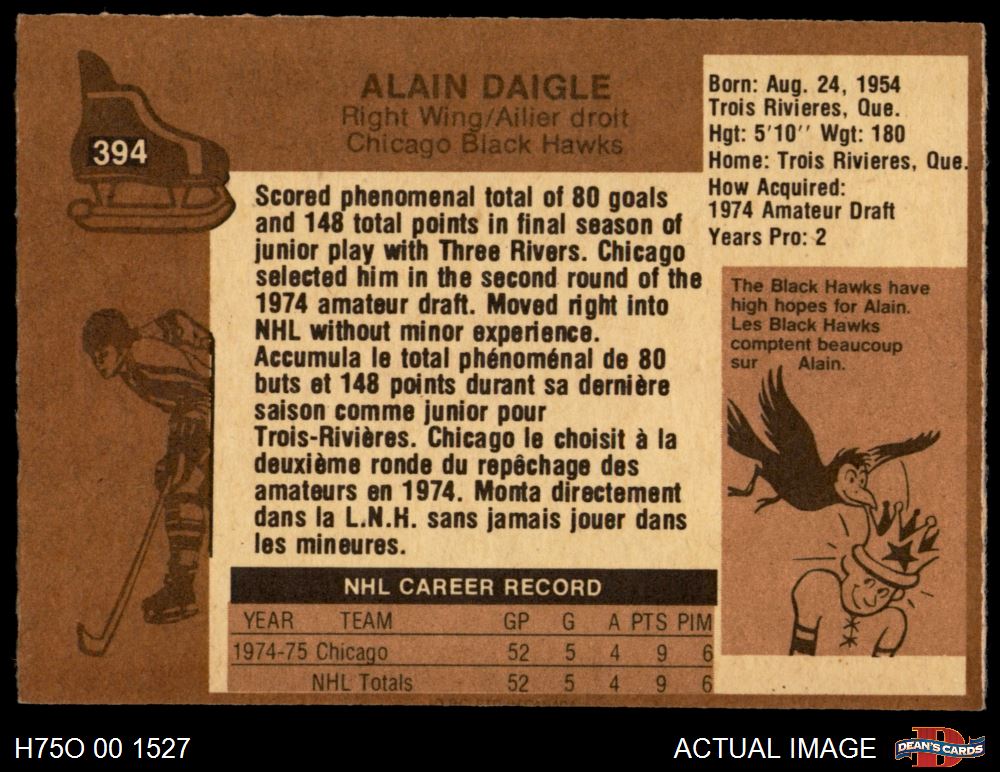 394
ALAIN DAIGLE
Right Wing/Ailier droit
Chicago Black Hawks
Born: Aug. 24, 1954
Trois Rivieres, Que.
Hgt: 5'10'' Wgt: 180
Home: Trois Rivieres, Que.
How Acquired:
1974 Amateur Draft
Years Pro: 2
Scored phenomenal total of 80 goals
and 148 total points in final season of
junior play with Three Rivers. Chicago
selected him in the second round of the
1974 amateur draft. Moved right into
NHL without minor experience.
Accumula le total phénoménal de 80
buts et 148 points durant sa dernière
saison comme junior pour
Trois-Rivières. Chicago le choisit à la
deuxième ronde du repêchage des
amateurs en 1974. Monta directement
dans la L.N.H. sans jamais jouer dans
les mineures.
The Black Hawks have
high hopes for Alain.
Les Black Hawks
comptent beaucoup
sur Alain.
NHL CAREER RECORD
YEAR TEAM GP G A PTS PIM
1974-75 Chicago 52 5 4 9 6
NHL Totals 52 5 4 9 6
H75O 00 1527
ACTUAL IMAGE
DEAN'S CARDS